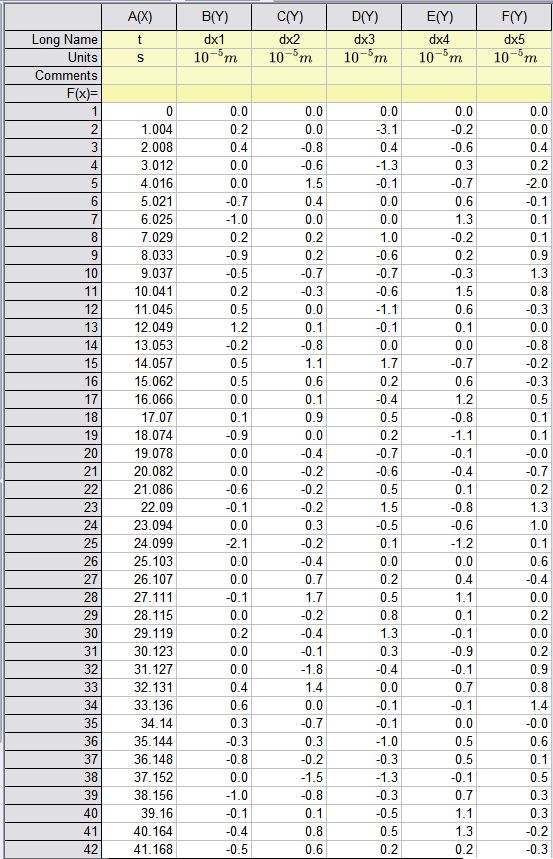 A(X) B(Y) C(Y) D(Y) E(Y) F(Y)
Long Name t dx1 dx2 dx3 dx4 dx5
Units s 10⁻⁵m 10⁻⁵m 10⁻⁵m 10⁻⁵m 10⁻⁵m
Comments
F(x)=
1 0 0.0 0.0 0.0 0.0 0.0
2 1.004 0.2 0.0 -3.1 -0.2 0.0
3 2.008 0.4 -0.8 0.4 -0.6 0.4
4 3.012 0.0 -0.6 -1.3 0.3 0.2
5 4.016 0.0 1.5 -0.1 -0.7 -2.0
6 5.021 -0.7 0.4 0.0 0.6 -0.1
7 6.025 -1.0 0.0 0.0 1.3 0.1
8 7.029 0.2 0.2 1.0 -0.2 0.1
9 8.033 -0.9 0.2 -0.6 0.2 0.9
10 9.037 -0.5 -0.7 -0.7 -0.3 1.3
11 10.041 0.2 -0.3 -0.6 1.5 0.8
12 11.045 0.5 0.0 -1.1 0.6 -0.3
13 12.049 1.2 0.1 -0.1 0.1 0.0
14 13.053 -0.2 -0.8 0.0 0.0 -0.8
15 14.057 0.5 1.1 1.7 -0.7 -0.2
16 15.062 0.5 0.6 0.2 0.6 -0.3
17 16.066 0.0 0.1 -0.4 1.2 0.5
18 17.07 0.1 0.9 0.5 -0.8 0.1
19 18.074 -0.9 0.0 0.2 -1.1 0.1
20 19.078 0.0 -0.4 -0.7 -0.1 -0.0
21 20.082 0.0 -0.2 -0.6 -0.4 -0.7
22 21.086 -0.6 -0.2 0.5 0.1 0.2
23 22.09 -0.1 -0.2 1.5 -0.8 1.3
24 23.094 0.0 0.3 -0.5 -0.6 1.0
25 24.099 -2.1 -0.2 0.1 -1.2 0.1
26 25.103 0.0 -0.4 0.0 0.0 0.6
27 26.107 0.0 0.7 0.2 0.4 -0.4
28 27.111 -0.1 1.7 0.5 1.1 0.0
29 28.115 0.0 -0.2 0.8 0.1 0.2
30 29.119 0.2 -0.4 1.3 -0.1 0.0
31 30.123 0.0 -0.1 0.3 -0.9 0.2
32 31.127 0.0 -1.8 -0.4 -0.1 0.9
33 32.131 0.4 1.4 0.0 0.7 0.8
34 33.136 0.6 0.0 -0.1 -0.1 1.4
35 34.14 0.3 -0.7 -0.1 0.0 -0.0
36 35.144 -0.3 0.3 -1.0 0.5 0.6
37 36.148 -0.8 -0.2 -0.3 0.5 0.1
38 37.152 0.0 -1.5 -1.3 -0.1 0.5
39 38.156 -1.0 -0.8 -0.3 0.7 0.3
40 39.16 -0.1 0.1 -0.5 1.1 0.3
41 40.164 -0.4 0.8 0.5 1.3 -0.2
42 41.168 -0.5 0.6 0.2 0.2 -0.3